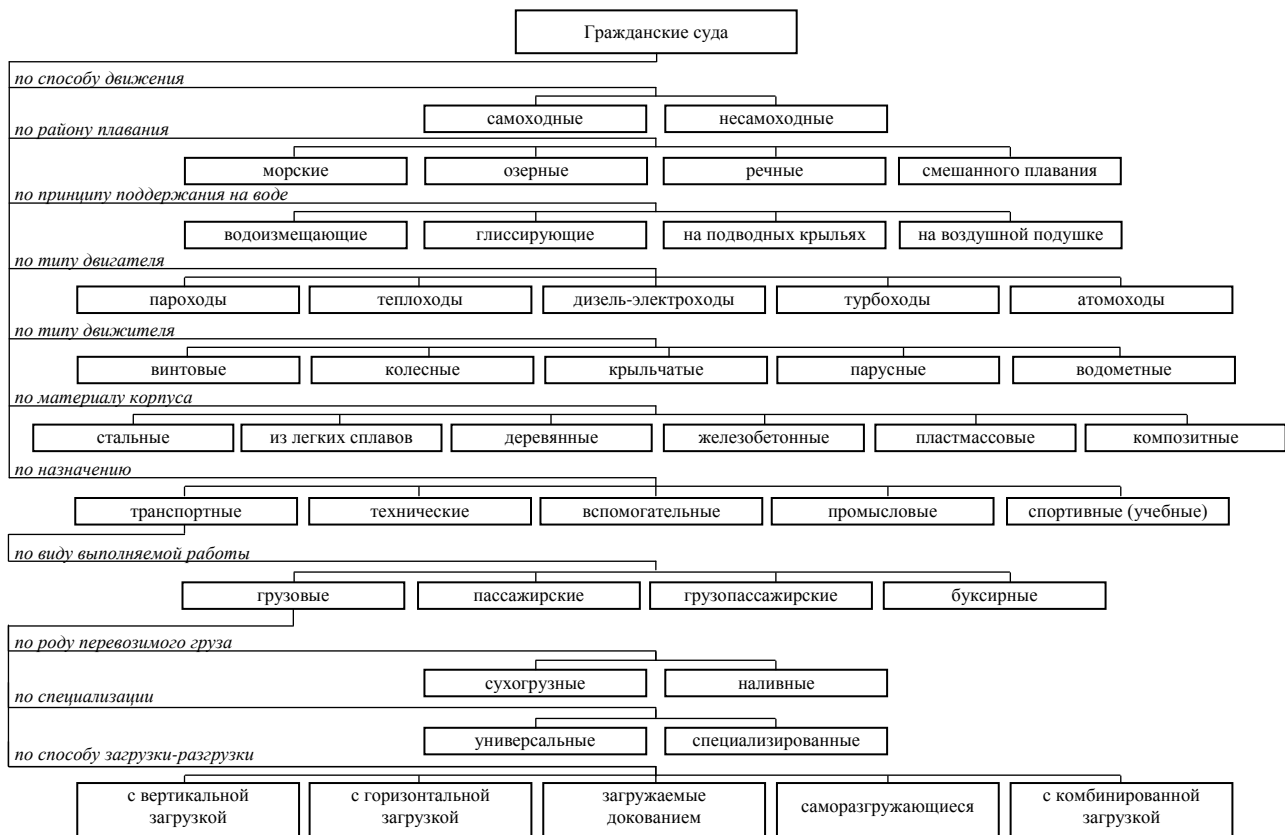 Гражданские суда
по способу движения
самоходные
несамоходные
по району плавания
морские
озерные
речные
смешанного плавания
по принципу поддержания на воде
водоизмещающие
глиссирующие
на подводных крыльях
на воздушной подушке
по типу двигателя
пароходы
теплоходы
дизель-электроходы
турбоходы
атомоходы
по типу движителя
винтовые
колесные
крыльчатые
парусные
водометные
по материалу корпуса
стальные
из легких сплавов
деревянные
железобетонные
пластмассовые
композитные
по назначению
транспортные
технические
вспомогательные
промысловые
спортивные (учебные)
по виду выполняемой работы
грузовые
пассажирские
грузопассажирские
буксирные
по роду перевозимого груза
сухогрузные
наливные
по специализации
универсальные
специализированные
по способу загрузки-разгрузки
с вертикальной
загрузкой
с горизонтальной
загрузкой
загружаемые
докованием
саморазгружающиеся
с комбинированной
загрузкой